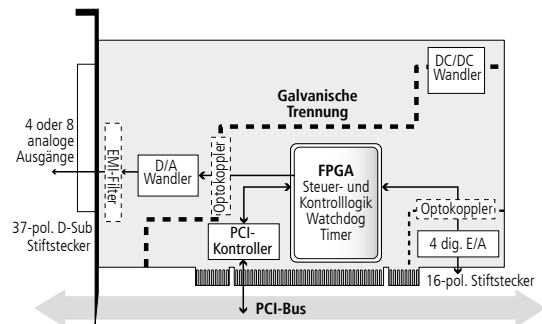 DC/DC
Wandler
Galvanische
Trennung
4 oder 8
analoge
Ausgänge
EMI-Filter
D/A
Wandler
Optokoppler
FPGA
Steuer- und
Kontrolllogik
Watchdog
Timer
Optokoppler
37-pol. D-Sub
Stiftstecker
PCI-
Kontroller
4 dig. E/A
16-pol. Stiftstecker
PCI-Bus